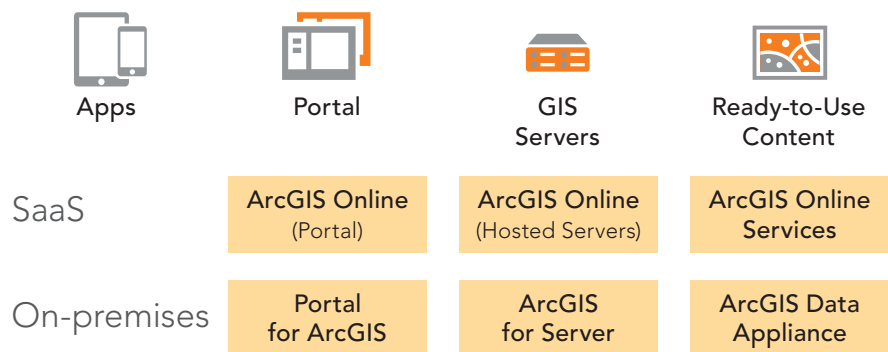 Apps
Portal
GIS
Servers
Ready-to-Use
Content
SaaS
ArcGIS Online
(Portal)
ArcGIS Online
(Hosted Servers)
ArcGIS Online
Services
On-premises
Portal
for ArcGIS
ArcGIS
for Server
ArcGIS Data
Appliance